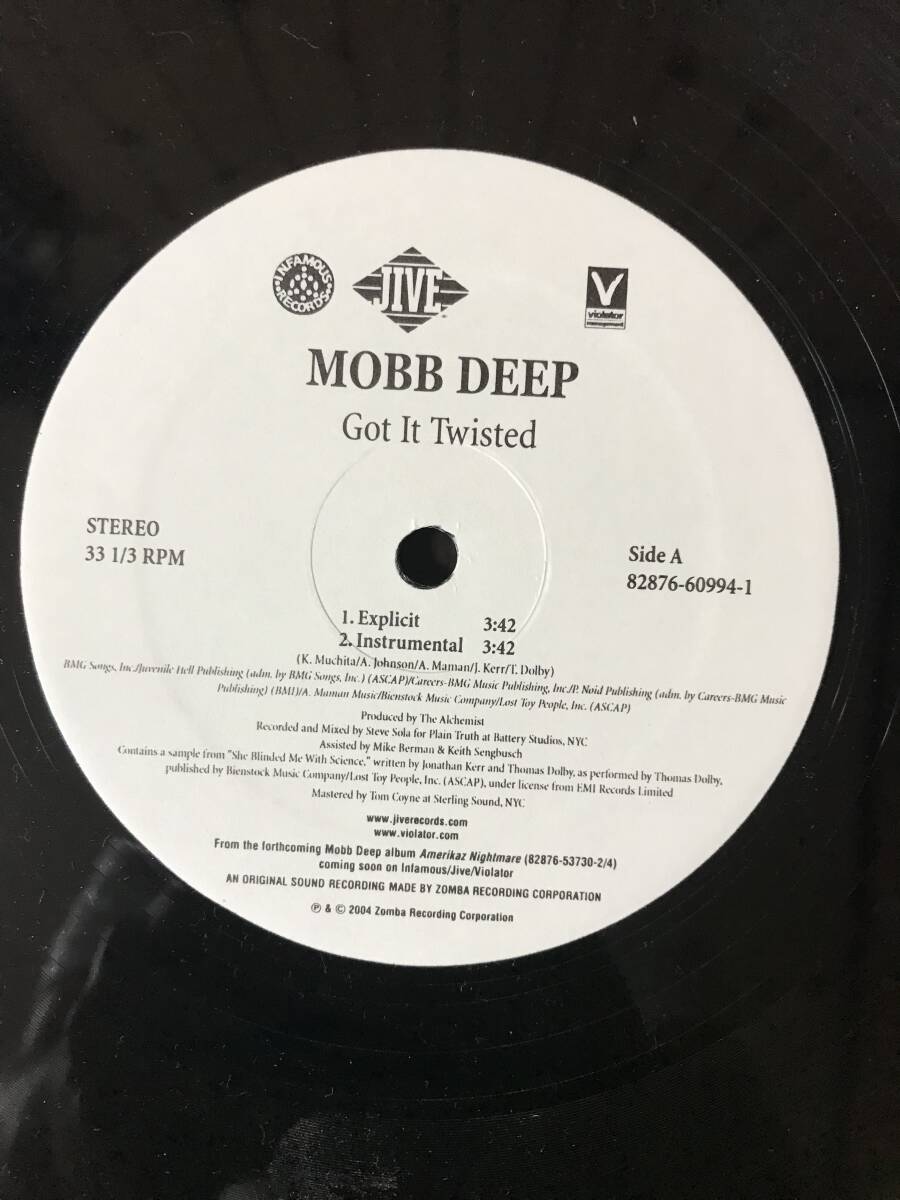 INFAMOUS RECORDS
JIVE
V
violator
management
MOBB DEEP
Got It Twisted
STEREO
33 1/3 RPM
Side A
82876-60994-1
1. Explicit 3:42
2. Instrumental 3:42
(K. Muchita/A. Johnson/A. Maman/J. Kerr/T. Dolby)
BMG Songs, Inc./Juvenile Hell Publishing (adm. by BMG Songs, Inc.) (ASCAP)/Careers-BMG Music Publishing, Inc./P. Noid Publishing (adm. by Careers-BMG Music
Publishing) (BMI)/A. Maman Music/Bienstock Music Company/Lost Toy People, Inc. (ASCAP)
Produced by The Alchemist
Recorded and Mixed by Steve Sola for Plain Truth at Battery Studios, NYC
Assisted by Mike Berman & Keith Sengbusch
Contains a sample from "She Blinded Me With Science," written by Jonathan Kerr and Thomas Dolby, as performed by Thomas Dolby,
published by Bienstock Music Company/Lost Toy People, Inc. (ASCAP), under license from EMI Records Limited
Mastered by Tom Coyne at Sterling Sound, NYC
www.jiverecords.com
www.violator.com
From the forthcoming Mobb Deep album Amerikaz Nightmare (82876-53730-2/4)
coming soon on Infamous/Jive/Violator
AN ORIGINAL SOUND RECORDING MADE BY ZOMBA RECORDING CORPORATION
℗ & © 2004 Zomba Recording Corporation